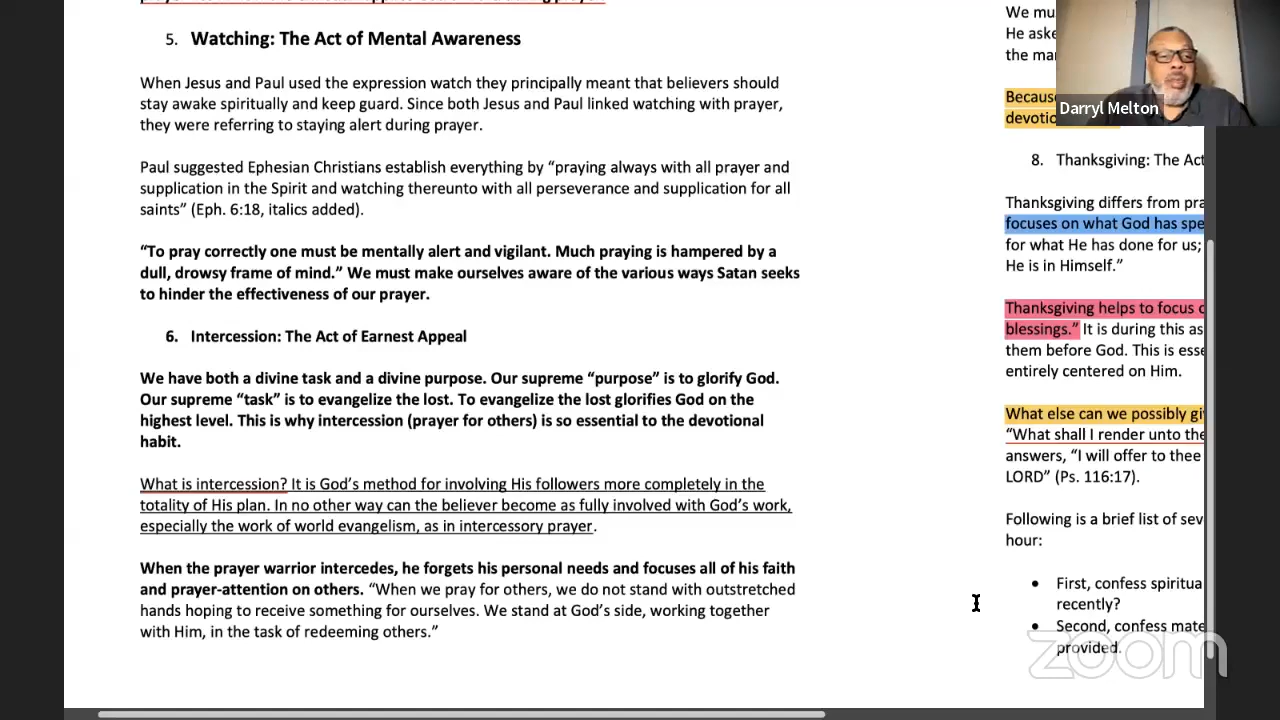 5. Watching: The Act of Mental Awareness
When Jesus and Paul used the expression watch they principally meant that believers should
stay awake spiritually and keep guard. Since both Jesus and Paul linked watching with prayer,
they were referring to staying alert during prayer.
Paul suggested Ephesian Christians establish everything by “praying always with all prayer and
supplication in the Spirit and watching thereunto with all perseverance and supplication for all
saints” (Eph. 6:18, italics added).
“To pray correctly one must be mentally alert and vigilant. Much praying is hampered by a
dull, drowsy frame of mind.” We must make ourselves aware of the various ways Satan seeks
to hinder the effectiveness of our prayer.
6. Intercession: The Act of Earnest Appeal
We have both a divine task and a divine purpose. Our supreme “purpose” is to glorify God.
Our supreme “task” is to evangelize the lost. To evangelize the lost glorifies God on the
highest level. This is why intercession (prayer for others) is so essential to the devotional
habit.
What is intercession? It is God’s method for involving His followers more completely in the
totality of His plan. In no other way can the believer become as fully involved with God’s work,
especially the work of world evangelism, as in intercessory prayer.
When the prayer warrior intercedes, he forgets his personal needs and focuses all of his faith
and prayer-attention on others. “When we pray for others, we do not stand with outstretched
hands hoping to receive something for ourselves. We stand at God’s side, working together
with Him, in the task of redeeming others.”
We mu
He aske
the ma
Becaus
devotio
Darryl Melton
8. Thanksgiving: The Act
Thanksgiving differs from pra
focuses on what God has spe
for what He has done for us;
He is in Himself.”
Thanksgiving helps to focus
blessings.” It is during this as
them before God. This is esse
entirely centered on Him.
What else can we possibly gi
“What shall I render unto the
answers, “I will offer to thee
LORD” (Ps. 116:17).
Following is a brief list of sev
hour:
• First, confess spiritua
recently?
• Second, confess mate
provided.
zoom